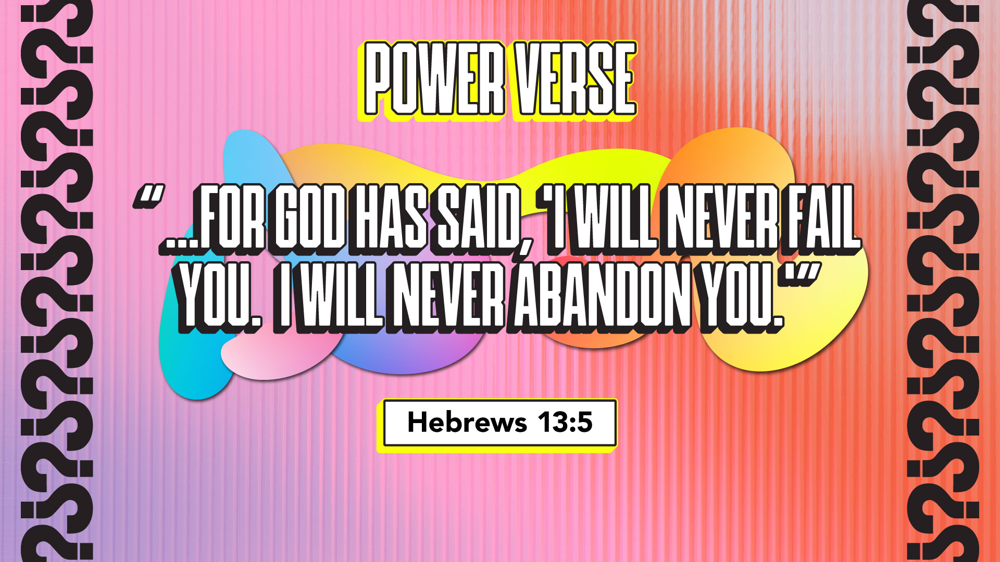 POWER VERSE
“...FOR GOD HAS SAID, 'I WILL NEVER FAIL
YOU. I WILL NEVER ABANDON YOU.'”
Hebrews 13:5